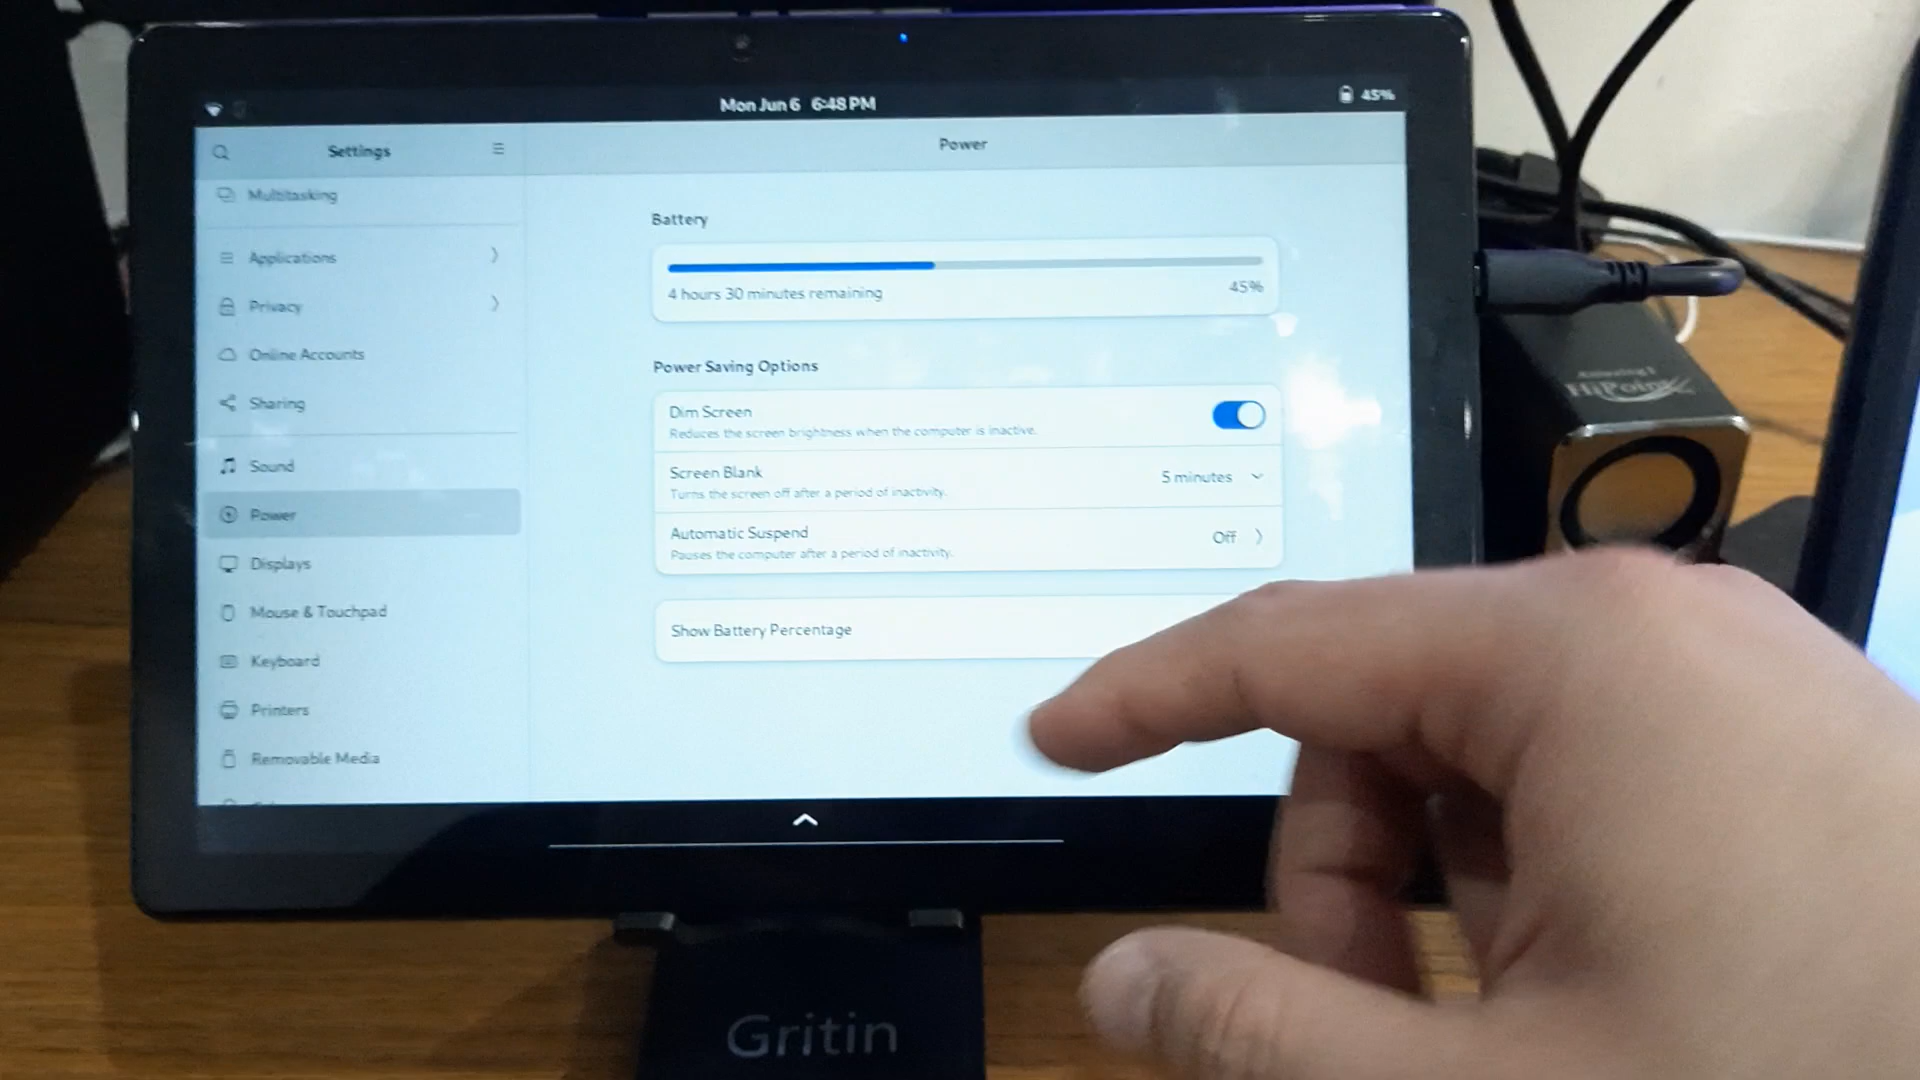 Mon Jun 6 6:48 PM
45%
Settings
Power
Multitasking
Applications
Privacy
Online Accounts
Sharing
Sound
Power
Displays
Mouse & Touchpad
Keyboard
Printers
Removable Media
Battery
4 hours 30 minutes remaining
45%
Power Saving Options
Dim Screen
Reduces the screen brightness when the computer is inactive.
Screen Blank
Turns the screen off after a period of inactivity.
5 minutes
Automatic Suspend
Pauses the computer after a period of inactivity.
Off
Show Battery Percentage
HiPoint
Gritin